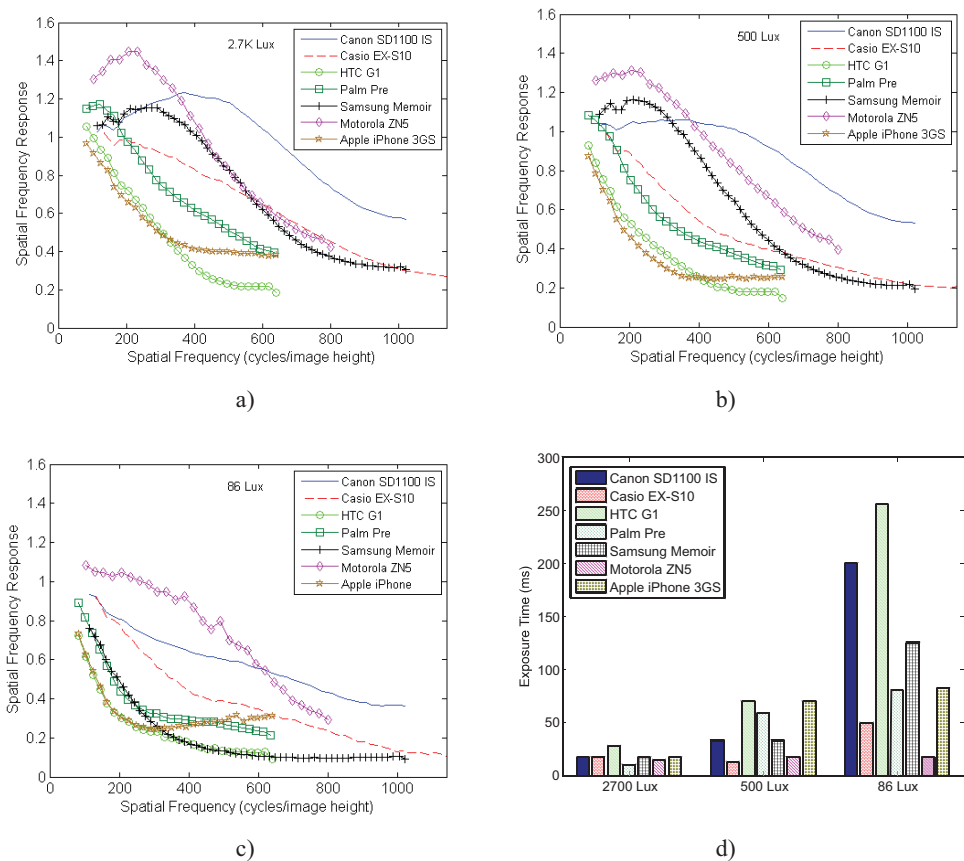 1.6
1.4
1.2
1
0.8
0.6
0.4
0.2
0
0 200 400 600 800 1000
Spatial Frequency Response
Spatial Frequency (cycles/image height)
2.7K Lux
Canon SD1100 IS
Casio EX-S10
HTC G1
Palm Pre
Samsung Memoir
Motorola ZN5
Apple iPhone 3GS
a)
1.6
1.4
1.2
1
0.8
0.6
0.4
0.2
0
0 200 400 600 800 1000
Spatial Frequency Response
Spatial Frequency (cycles/image height)
500 Lux
Canon SD1100 IS
Casio EX-S10
HTC G1
Palm Pre
Samsung Memoir
Motorola ZN5
Apple iPhone 3GS
b)
1.6
1.4
1.2
1
0.8
0.6
0.4
0.2
0
0 200 400 600 800 1000
Spatial Frequency Response
Spatial Frequency (cycles/image height)
86 Lux
Canon SD1100 IS
Casio EX-S10
HTC G1
Palm Pre
Samsung Memoir
Motorola ZN5
Apple iPhone
c)
300
250
200
150
100
50
0
Exposure Time (ms)
Canon SD1100 IS
Casio EX-S10
HTC G1
Palm Pre
Samsung Memoir
Motorola ZN5
Apple iPhone 3GS
2700 Lux 500 Lux 86 Lux
d)